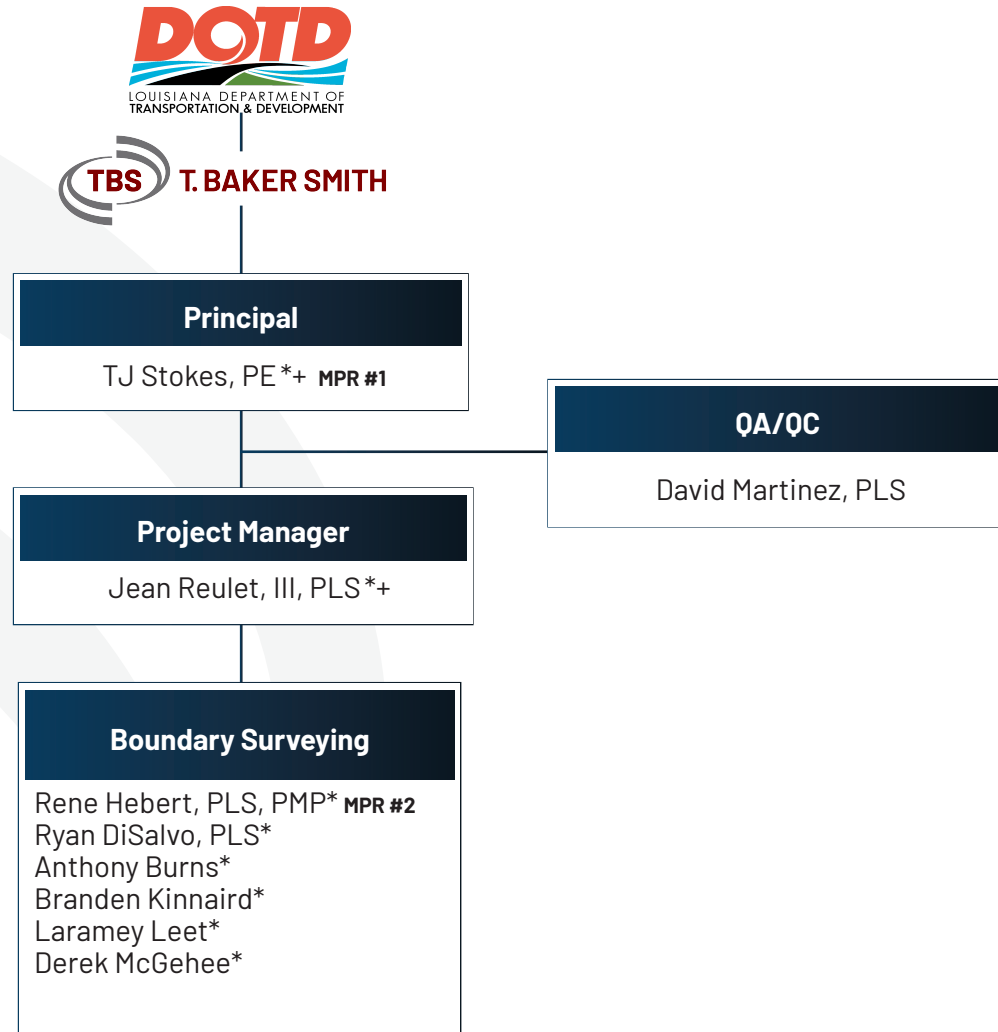 DOTD
LOUISIANA DEPARTMENT OF
TRANSPORTATION & DEVELOPMENT
TBS T. BAKER SMITH
Principal
TJ Stokes, PE*+ MPR #1
QA/QC
David Martinez, PLS
Project Manager
Jean Reulet, III, PLS*+
Boundary Surveying
Rene Hebert, PLS, PMP* MPR #2
Ryan DiSalvo, PLS*
Anthony Burns*
Branden Kinnaird*
Laramey Leet*
Derek McGehee*